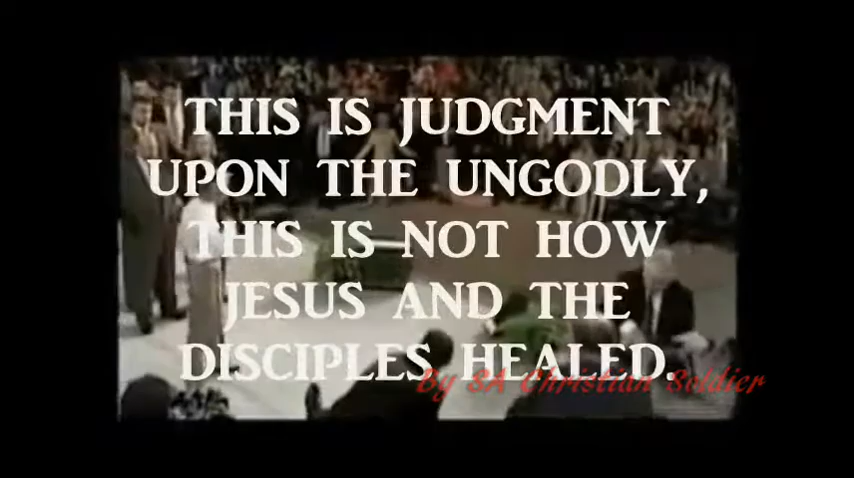 THIS IS JUDGMENT
UPON THE UNGODLY,
THIS IS NOT HOW
JESUS AND THE
DISCIPLES HEALED.
By SA Christian Soldier